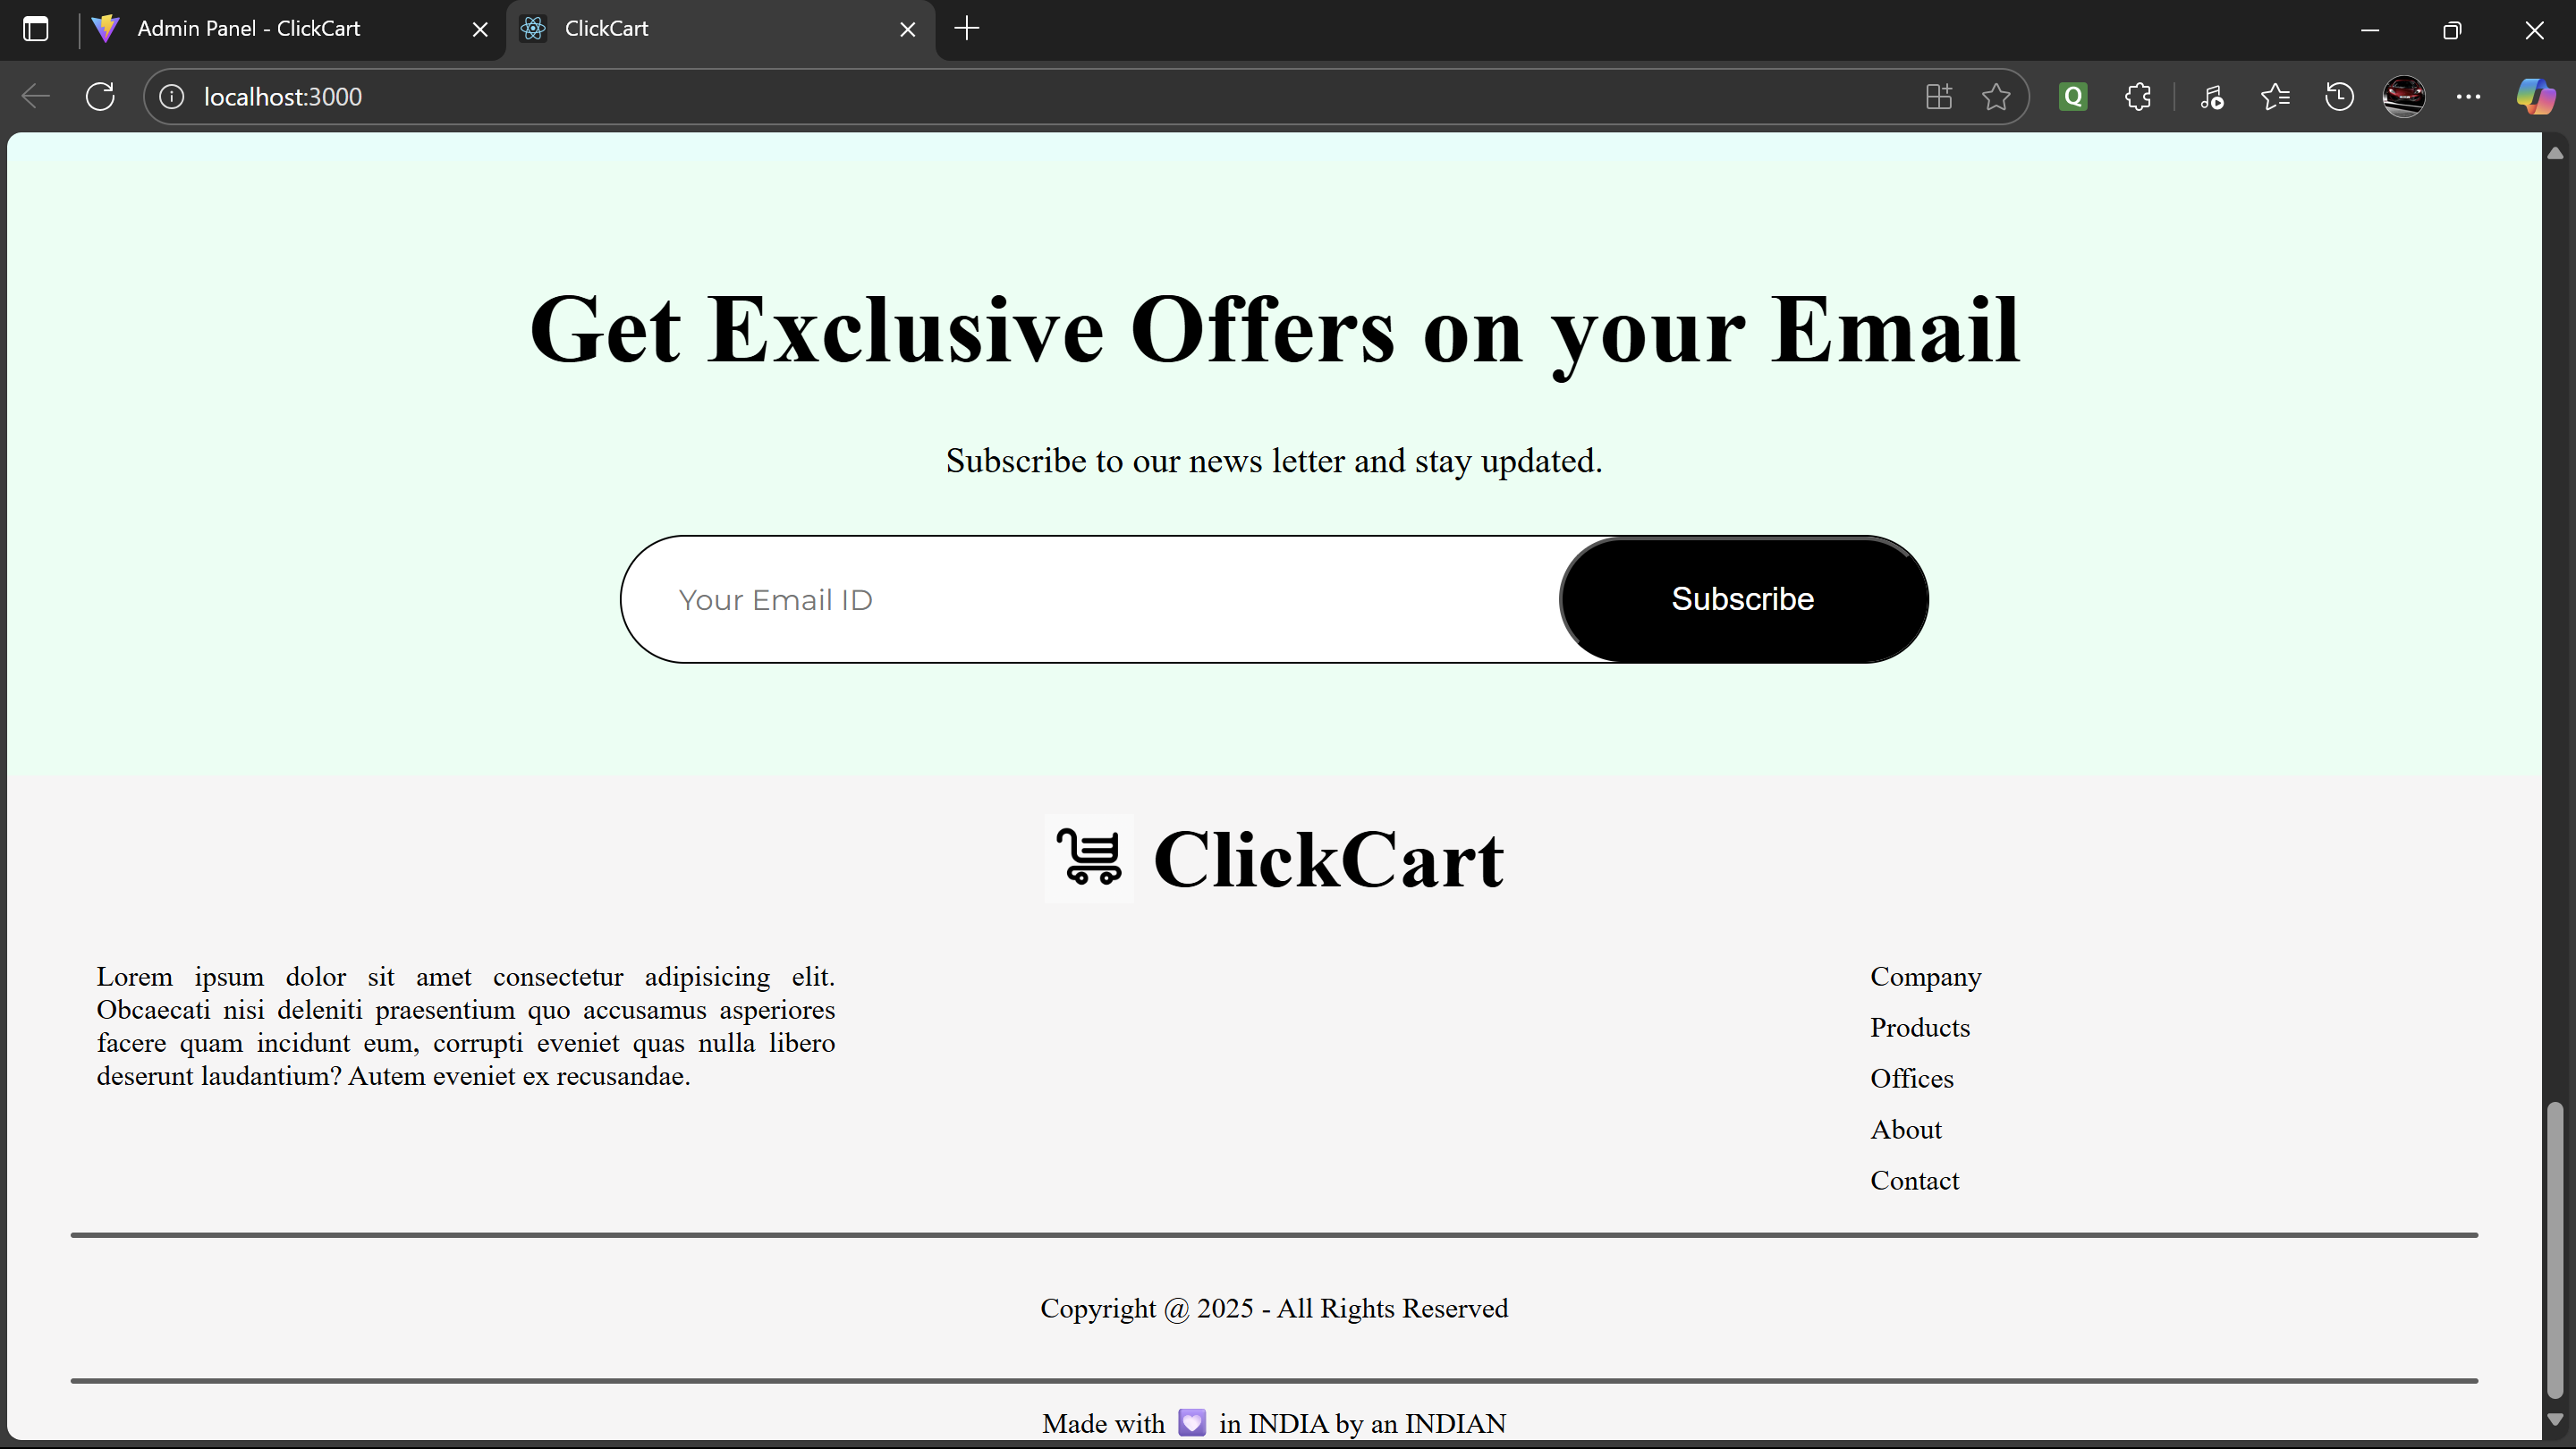 Admin Panel - ClickCart
ClickCart
localhost:3000
Q
Get Exclusive Offers on your Email
Subscribe to our news letter and stay updated.
Your Email ID
Subscribe
ClickCart
Lorem ipsum dolor sit amet consectetur adipisicing elit.
Obcaecati nisi deleniti praesentium quo accusamus asperiores
facere quam incidunt eum, corrupti eveniet quas nulla libero
deserunt laudantium? Autem eveniet ex recusandae.
Company
Products
Offices
About
Contact
Copyright @ 2025 - All Rights Reserved
Made with 💟 in INDIA by an INDIAN